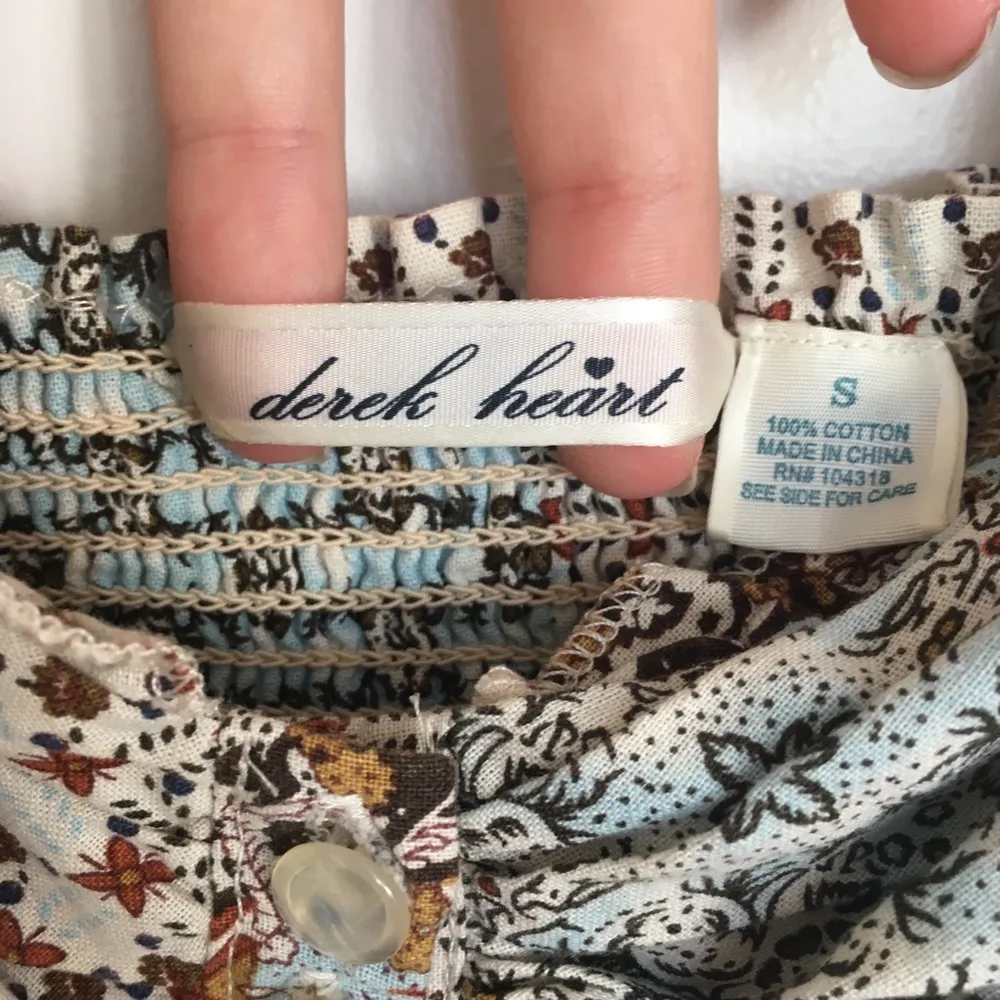 derek heart
S
100% COTTON
MADE IN CHINA
RN# 104318
SEE SIDE FOR CARE